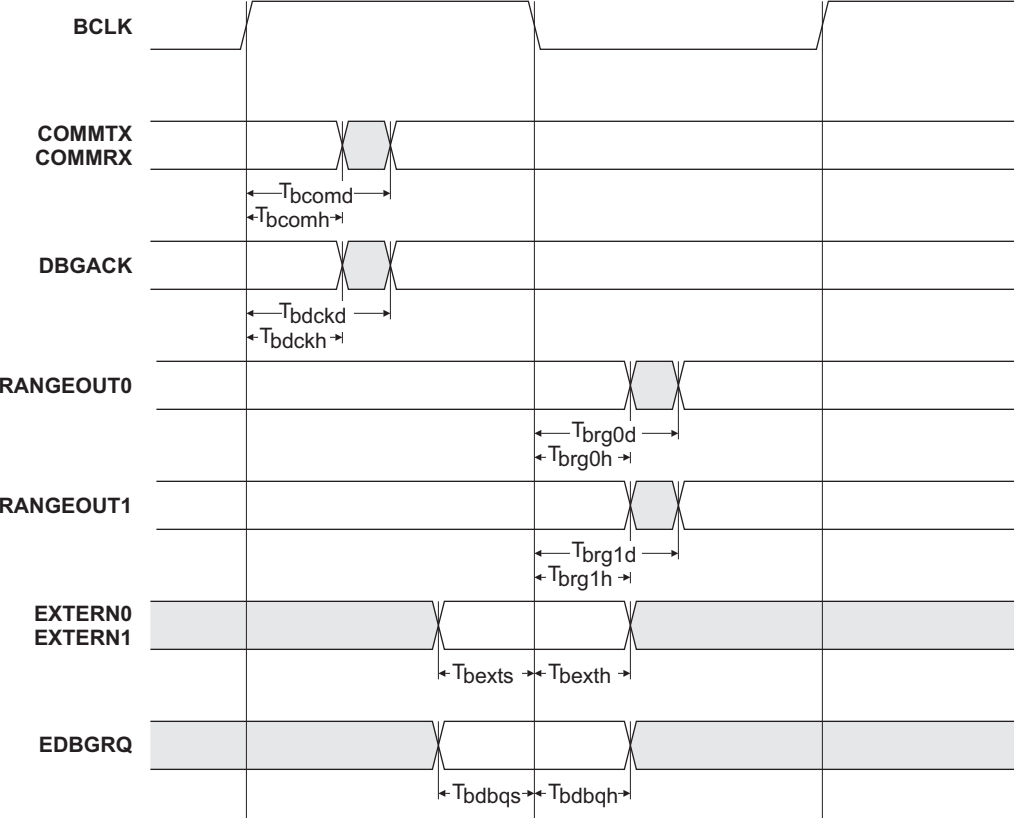 BCLK
COMMTX
COMMRX
Tbcomd
Tbcomh
DBGACK
Tbdckd
Tbdckh
RANGEOUT0
Tbrg0d
Tbrg0h
RANGEOUT1
Tbrg1d
Tbrg1h
EXTERN0
EXTERN1
Tbexts Tbexth
EDBGRQ
Tbdbqs Tbdbqh